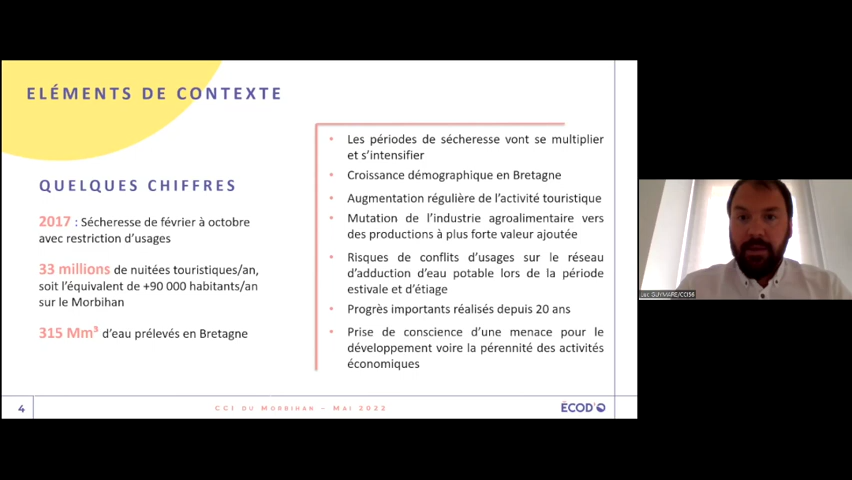 ELÉMENTS DE CONTEXTE
QUELQUES CHIFFRES
2017 : Sécheresse de février à octobre
avec restriction d'usages
33 millions de nuitées touristiques/an,
soit l'équivalent de +90 000 habitants/an
sur le Morbihan
315 Mm³ d'eau prélevés en Bretagne
• Les périodes de sécheresse vont se multiplier
et s'intensifier
• Croissance démographique en Bretagne
• Augmentation régulière de l'activité touristique
• Mutation de l'industrie agroalimentaire vers
des productions à plus forte valeur ajoutée
• Risques de conflits d'usages sur le réseau
d'adduction d'eau potable lors de la période
estivale et d'étiage
• Progrès importants réalisés depuis 20 ans
• Prise de conscience d'une menace pour le
développement voire la pérennité des activités
économiques
4
CCI DU MORBIHAN – MAI 2022
ÉCOD'O
Luc GUYMARE/CCI56